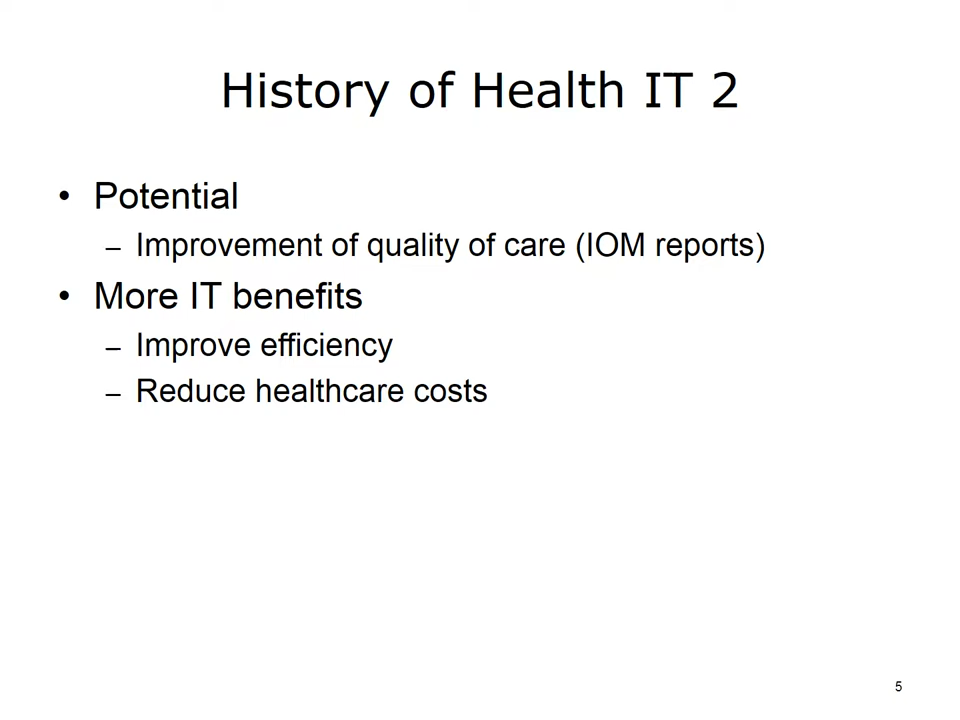 History of Health IT 2
• Potential
– Improvement of quality of care (IOM reports)
• More IT benefits
– Improve efficiency
– Reduce healthcare costs
5